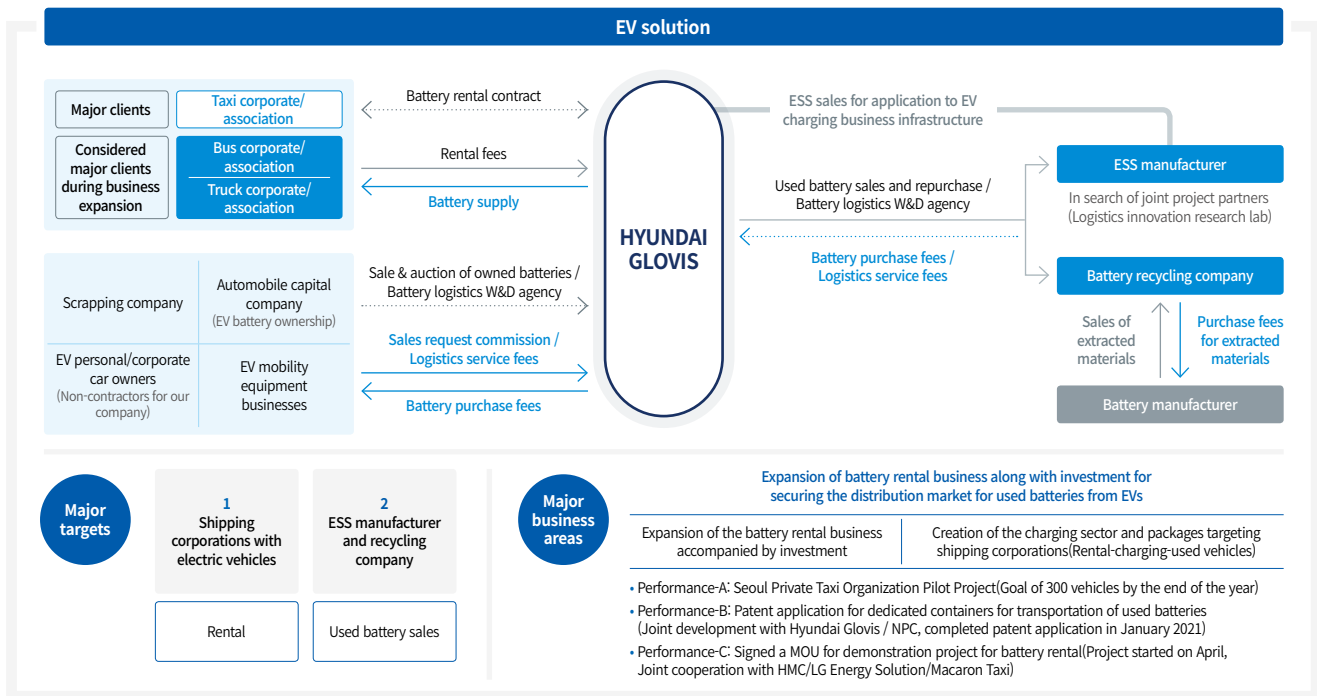 EV solution
Major clients
Taxi corporate/
association
Considered
major clients
during business
expansion
Bus corporate/
association
Truck corporate/
association
Battery rental contract
Rental fees
Battery supply
Scrapping company
Automobile capital
company
(EV battery ownership)
EV personal/corporate
car owners
(Non-contractors for our
company)
EV mobility
equipment
businesses
Sale & auction of owned batteries /
Battery logistics W&D agency
Sales request commission /
Logistics service fees
Battery purchase fees
HYUNDAI
GLOVIS
ESS sales for application to EV
charging business infrastructure
Used battery sales and repurchase /
Battery logistics W&D agency
Battery purchase fees /
Logistics service fees
ESS manufacturer
In search of joint project partners
(Logistics innovation research lab)
Battery recycling company
Sales of
extracted
materials
Purchase fees
for extracted
materials
Battery manufacturer
Major
targets
1
Shipping
corporations with
electric vehicles
Rental
2
ESS manufacturer
and recycling
company
Used battery sales
Major
business
areas
Expansion of battery rental business along with investment for
securing the distribution market for used batteries from EVs
Expansion of the battery rental business
accompanied by investment
Creation of the charging sector and packages targeting
shipping corporations(Rental-charging-used vehicles)
• Performance-A: Seoul Private Taxi Organization Pilot Project(Goal of 300 vehicles by the end of the year)
• Performance-B: Patent application for dedicated containers for transportation of used batteries
(Joint development with Hyundai Glovis / NPC, completed patent application in January 2021)
• Performance-C: Signed a MOU for demonstration project for battery rental(Project started on April,
Joint cooperation with HMC/LG Energy Solution/Macaron Taxi)